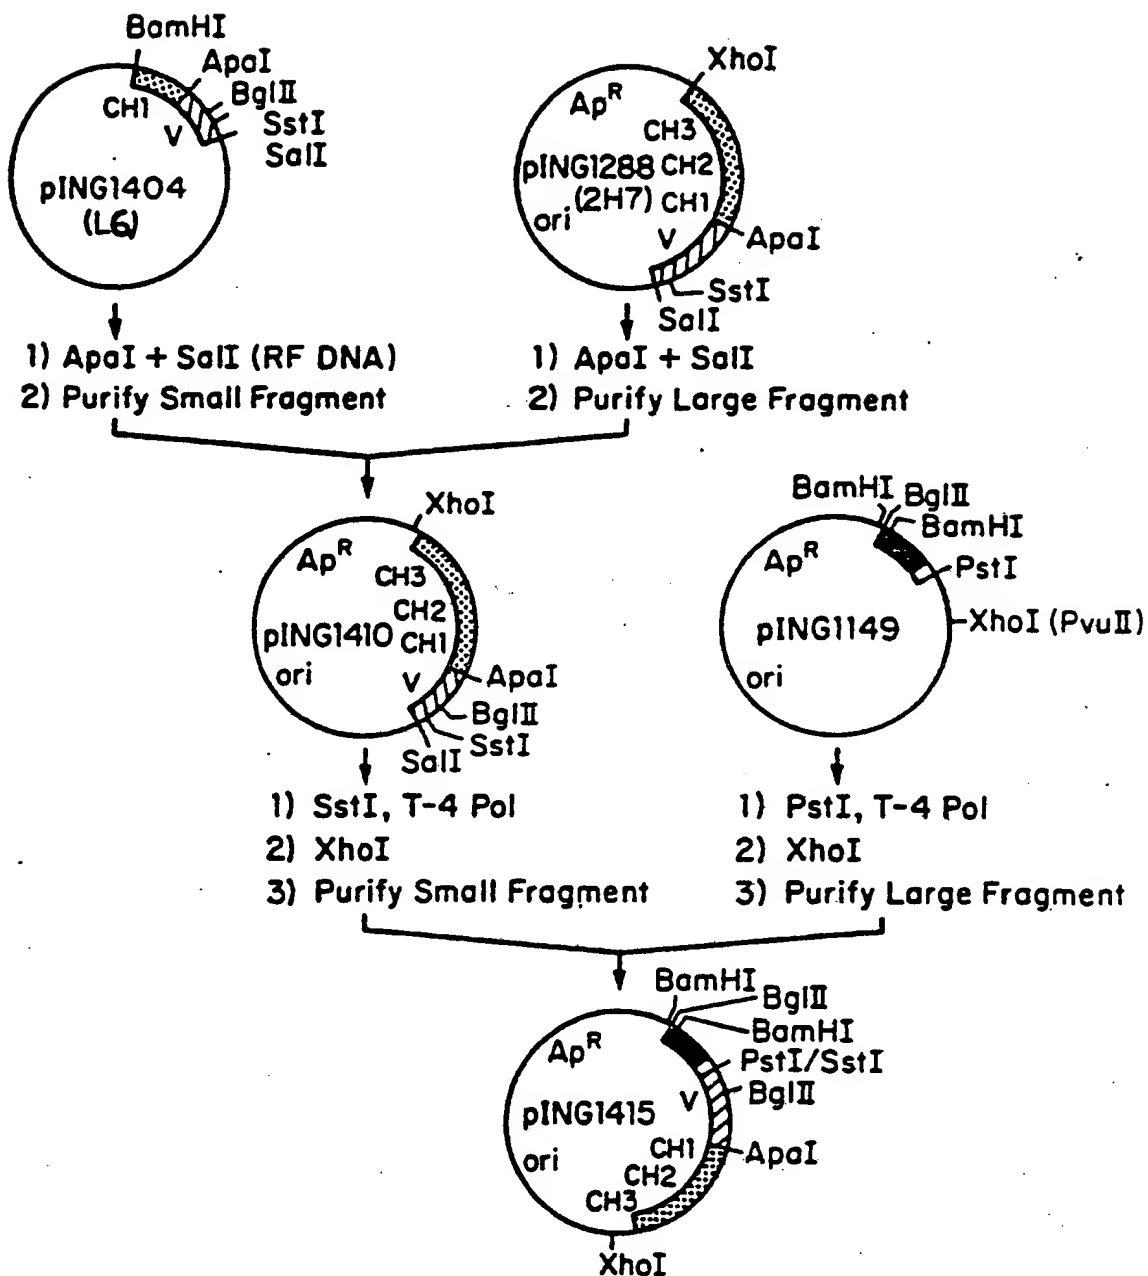 BamHI
ApaI
BglII
SstI
SalI
CH1
V
pING1404
(L6)
XhoI
Ap^R
CH3
pING1288 CH2
(2H7) CH1
ori
V
ApaI
SstI
SalI
1) ApaI + SalI (RF DNA)
2) Purify Small Fragment
1) ApaI + SalI
2) Purify Large Fragment
XhoI
Ap^R
CH3
CH2
pING1410 CH1
ori
V
ApaI
BglII
SstI
SalI
BamHI
BglII
BamHI
Ap^R
PstI
XhoI (PvuII)
pING1149
ori
1) SstI, T-4 Pol
2) XhoI
3) Purify Small Fragment
1) PstI, T-4 Pol
2) XhoI
3) Purify Large Fragment
BamHI
BglII
BamHI
Ap^R
PstI/SstI
BglII
V
pING1415
CH1
ApaI
ori
CH2
CH3
XhoI